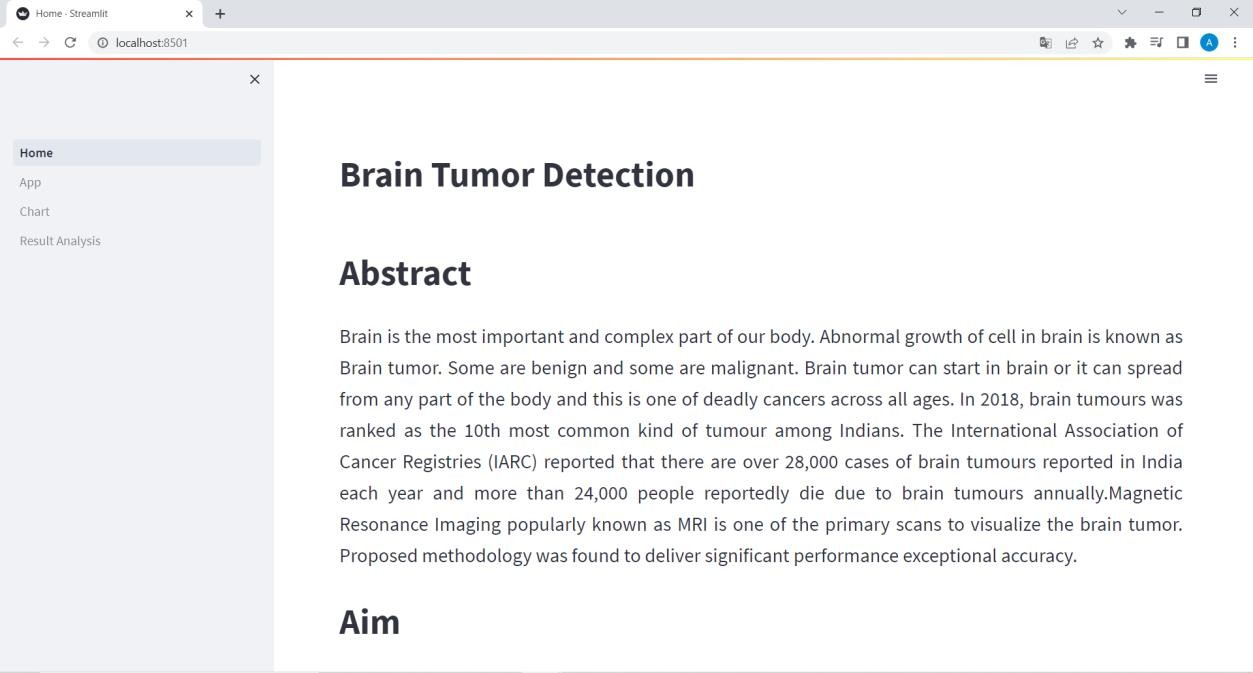 Home · Streamlit
localhost:8501
A
Home
App
Chart
Result Analysis
Brain Tumor Detection
Abstract
Brain is the most important and complex part of our body. Abnormal growth of cell in brain is known as
Brain tumor. Some are benign and some are malignant. Brain tumor can start in brain or it can spread
from any part of the body and this is one of deadly cancers across all ages. In 2018, brain tumours was
ranked as the 10th most common kind of tumour among Indians. The International Association of
Cancer Registries (IARC) reported that there are over 28,000 cases of brain tumours reported in India
each year and more than 24,000 people reportedly die due to brain tumours annually.Magnetic
Resonance Imaging popularly known as MRI is one of the primary scans to visualize the brain tumor.
Proposed methodology was found to deliver significant performance exceptional accuracy.
Aim